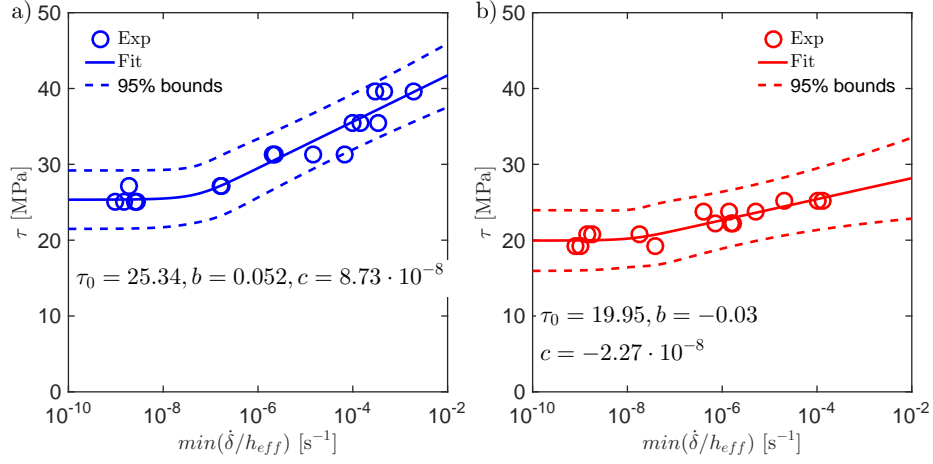 a)
50
40
30
20
10
0
τ [MPa]
Exp
Fit
95% bounds
τ₀ = 25.34, b = 0.052, c = 8.73 · 10⁻⁸
10⁻¹⁰ 10⁻⁸ 10⁻⁶ 10⁻⁴ 10⁻²
min(δ̇/h_eff) [s⁻¹]
b)
50
40
30
20
10
0
τ [MPa]
Exp
Fit
95% bounds
τ₀ = 19.95, b = −0.03
c = −2.27 · 10⁻⁸
10⁻¹⁰ 10⁻⁸ 10⁻⁶ 10⁻⁴ 10⁻²
min(δ̇/h_eff) [s⁻¹]